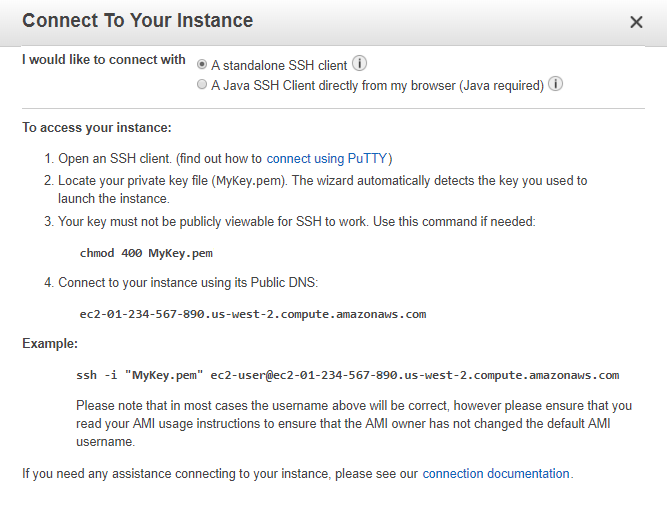 Connect To Your Instance
I would like to connect with
A standalone SSH client
A Java SSH Client directly from my browser (Java required)
To access your instance:
1. Open an SSH client. (find out how to connect using PuTTY)
2. Locate your private key file (MyKey.pem). The wizard automatically detects the key you used to
launch the instance.
3. Your key must not be publicly viewable for SSH to work. Use this command if needed:
chmod 400 MyKey.pem
4. Connect to your instance using its Public DNS:
ec2-01-234-567-890.us-west-2.compute.amazonaws.com
Example:
ssh -i "MyKey.pem" ec2-user@ec2-01-234-567-890.us-west-2.compute.amazonaws.com
Please note that in most cases the username above will be correct, however please ensure that you
read your AMI usage instructions to ensure that the AMI owner has not changed the default AMI
username.
If you need any assistance connecting to your instance, please see our connection documentation.